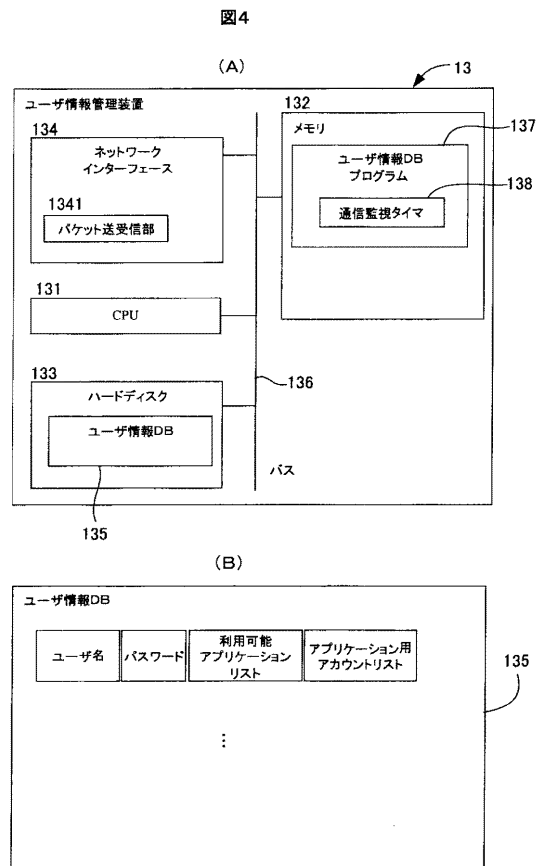 図4
(A)
13
ユーザ情報管理装置
134
ネットワーク
インターフェース
1341
パケット送受信部
132
メモリ
137
ユーザ情報DB
プログラム
138
通信監視タイマ
131
CPU
133
ハードディスク
ユーザ情報DB
136
135
バス
(B)
ユーザ情報DB
ユーザ名
パスワード
利用可能
アプリケーション
リスト
アプリケーション用
アカウントリスト
135
⋮